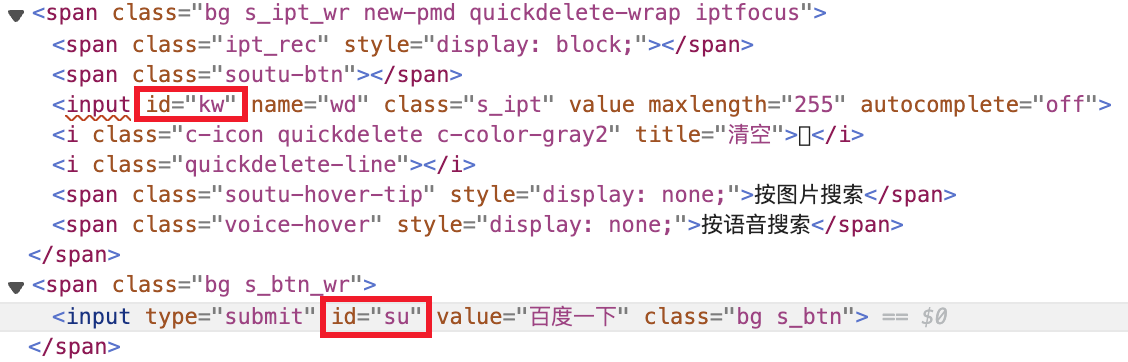 <span class="bg s_ipt_wr new-pmd quickdelete-wrap iptfocus">
<span class="ipt_rec" style="display: block;"></span>
<span class="soutu-btn"></span>
<input id="kw" name="wd" class="s_ipt" value maxlength="255" autocomplete="off">
<i class="c-icon quickdelete c-color-gray2" title="清空"></i>
<i class="quickdelete-line"></i>
<span class="soutu-hover-tip" style="display: none;">按图片搜索</span>
<span class="voice-hover" style="display: none;">按语音搜索</span>
</span>
<span class="bg s_btn_wr">
<input type="submit" id="su" value="百度一下" class="bg s_btn"> == $0
</span>